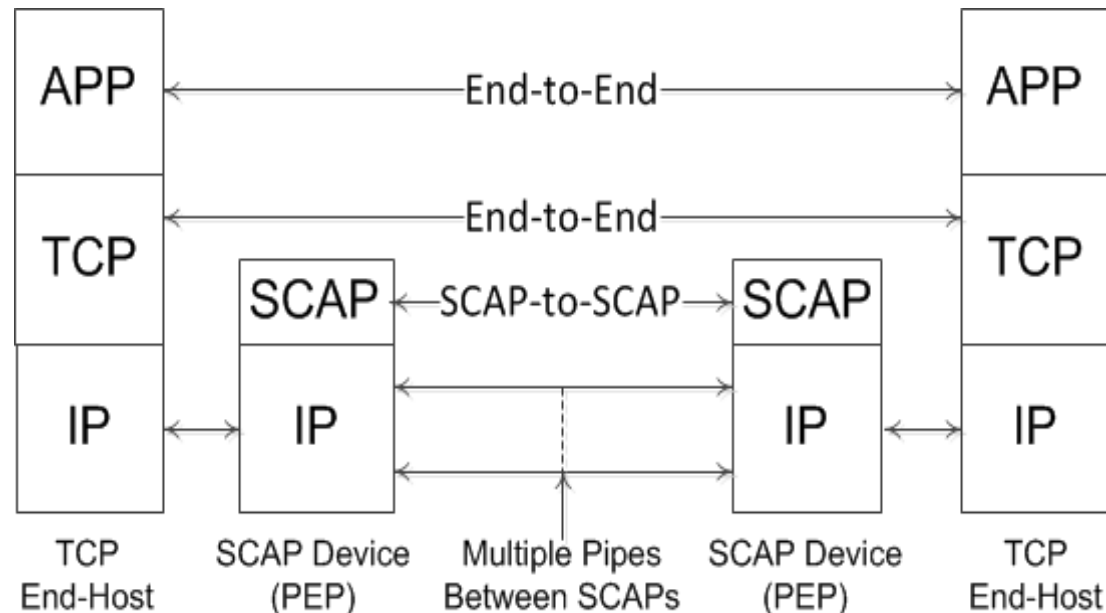 APP
End-to-End
APP
End-to-End
TCP
TCP
SCAP
SCAP-to-SCAP
SCAP
IP
IP
IP
IP
TCP
End-Host
SCAP Device
(PEP)
Multiple Pipes
Between SCAPs
SCAP Device
(PEP)
TCP
End-Host